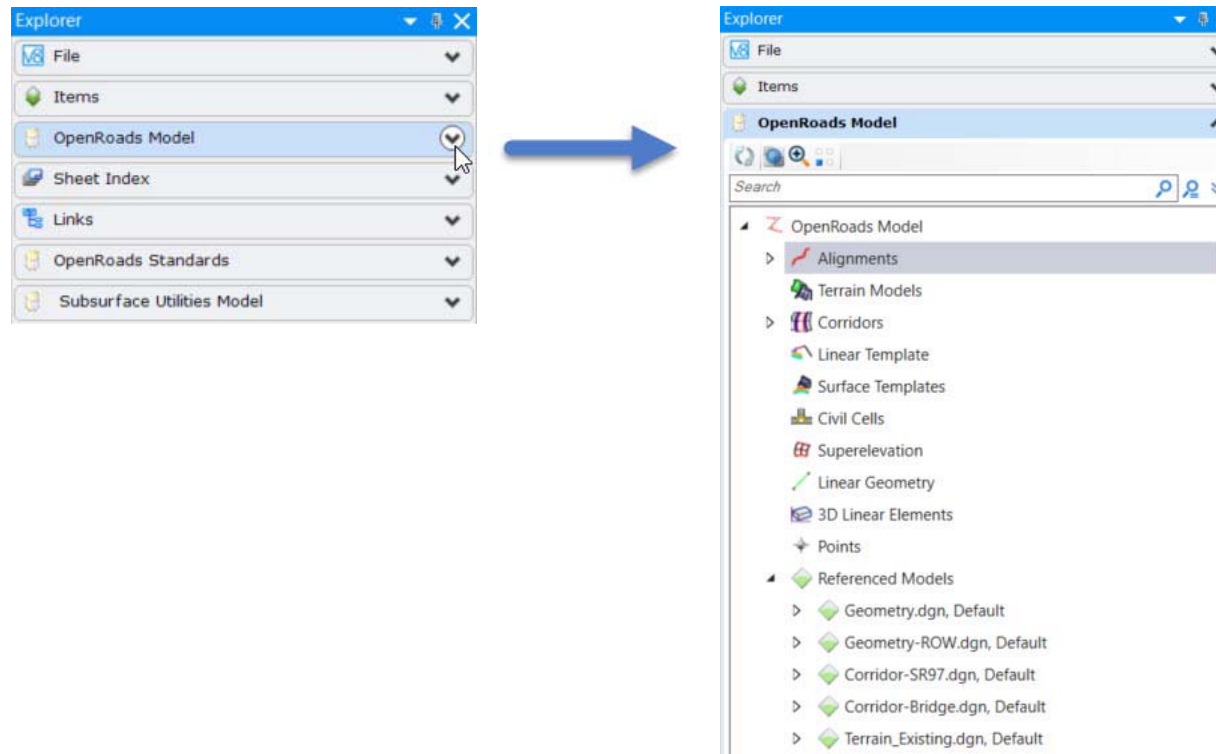 Explorer
File
Items
OpenRoads Model
Sheet Index
Links
OpenRoads Standards
Subsurface Utilities Model
Explorer
File
Items
OpenRoads Model
Search
OpenRoads Model
Alignments
Terrain Models
Corridors
Linear Template
Surface Templates
Civil Cells
Superelevation
Linear Geometry
3D Linear Elements
Points
Referenced Models
Geometry.dgn, Default
Geometry-ROW.dgn, Default
Corridor-SR97.dgn, Default
Corridor-Bridge.dgn, Default
Terrain_Existing.dgn, Default